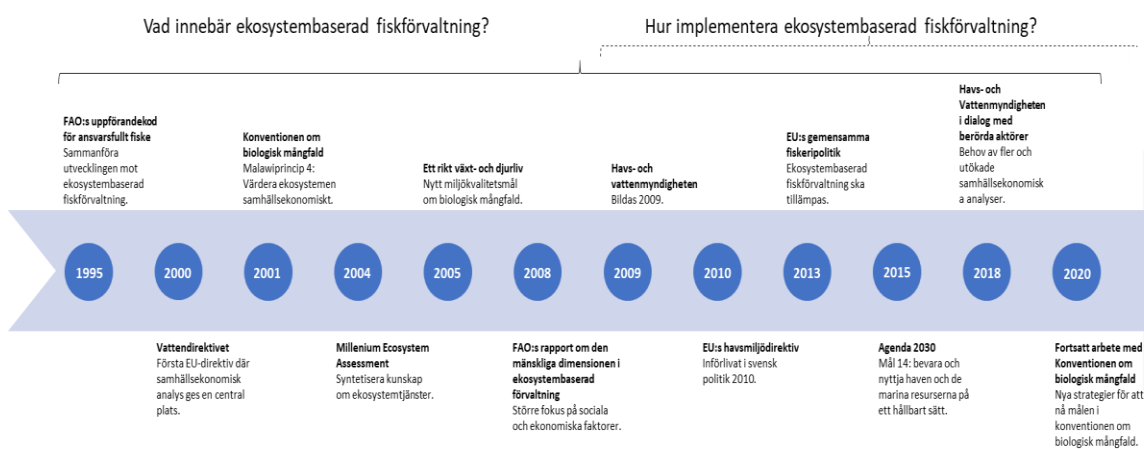 Vad innebär ekosystembaserad fiskförvaltning?
Hur implementera ekosystembaserad fiskförvaltning?
FAO:s uppförandekod
för ansvarsfullt fiske
Sammanföra
utvecklingen mot
ekosystembaserad
fiskförvaltning.
Konventionen om
biologisk mångfald
Malawiprincip 4:
Värdera ekosystemen
samhällsekonomiskt.
Ett rikt växt- och djurliv
Nytt miljökvalitetsmål
om biologisk mångfald.
Havs- och
vattenmyndigheten
Bildas 2009.
EU:s gemensamma
fiskeripolitik
Ekosystembaserad
fiskförvaltning ska
tillämpas.
Havs- och
Vattenmyndigheten
i dialog med
berörda aktörer
Behov av fler och
utökade
samhällsekonomisk
a analyser.
1995
2000
2001
2004
2005
2008
2009
2010
2013
2015
2018
2020
Vattendirektivet
Första EU-direktiv där
samhällsekonomisk
analys ges en central
plats.
Millenium Ecosystem
Assessment
Syntetisera kunskap
om ekosystemtjänster.
FAO:s rapport om den
mänskliga dimensionen i
ekosystembaserad
förvaltning
Större fokus på sociala
och ekonomiska faktorer.
EU:s havsmiljödirektiv
Införlivat i svensk
politik 2010.
Agenda 2030
Mål 14: bevara och
nyttja haven och de
marina resurserna på
ett hållbart sätt.
Fortsatt arbete med
Konventionen om
biologisk mångfald
Nya strategier för att
nå målen i
konventionen om
biologisk mångfald.